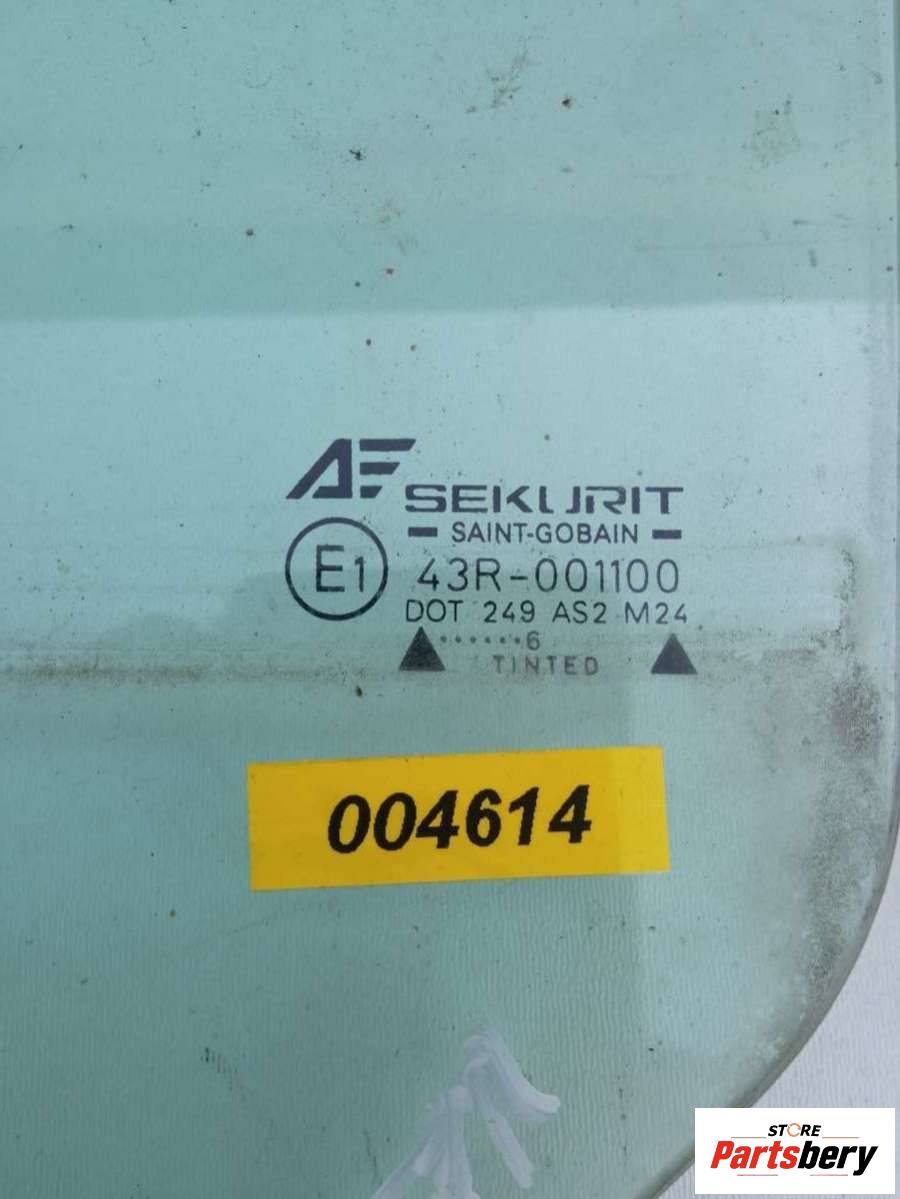 AF SEKURIT
SAINT-GOBAIN
E1 43R-001100
DOT 249 AS2 M24
......6
TINTED
004614
STORE
Partsbery